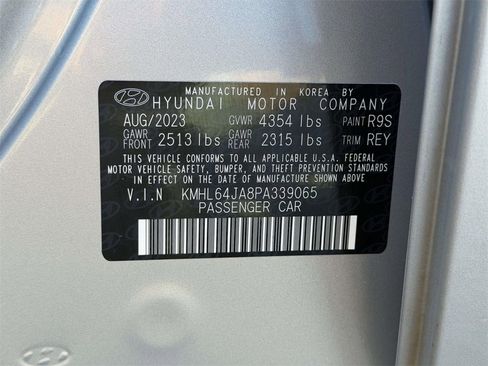 MANUFACTURED IN KOREA BY
HYUNDAI MOTOR COMPANY
AUG/2023 GVWR 4354 lbs PAINT R9S
GAWR FRONT 2513 lbs GAWR REAR 2315 lbs TRIM REY
THIS VEHICLE CONFORMS TO ALL APPLICABLE U.S.A. FEDERAL
MOTOR VEHICLE SAFETY, BUMPER, AND THEFT PREVENTION
STANDARDS IN EFFECT ON THE DATE OF MANUFACTURE SHOWN ABOVE.
V.I.N KMHL64JA8PA339065
PASSENGER CAR